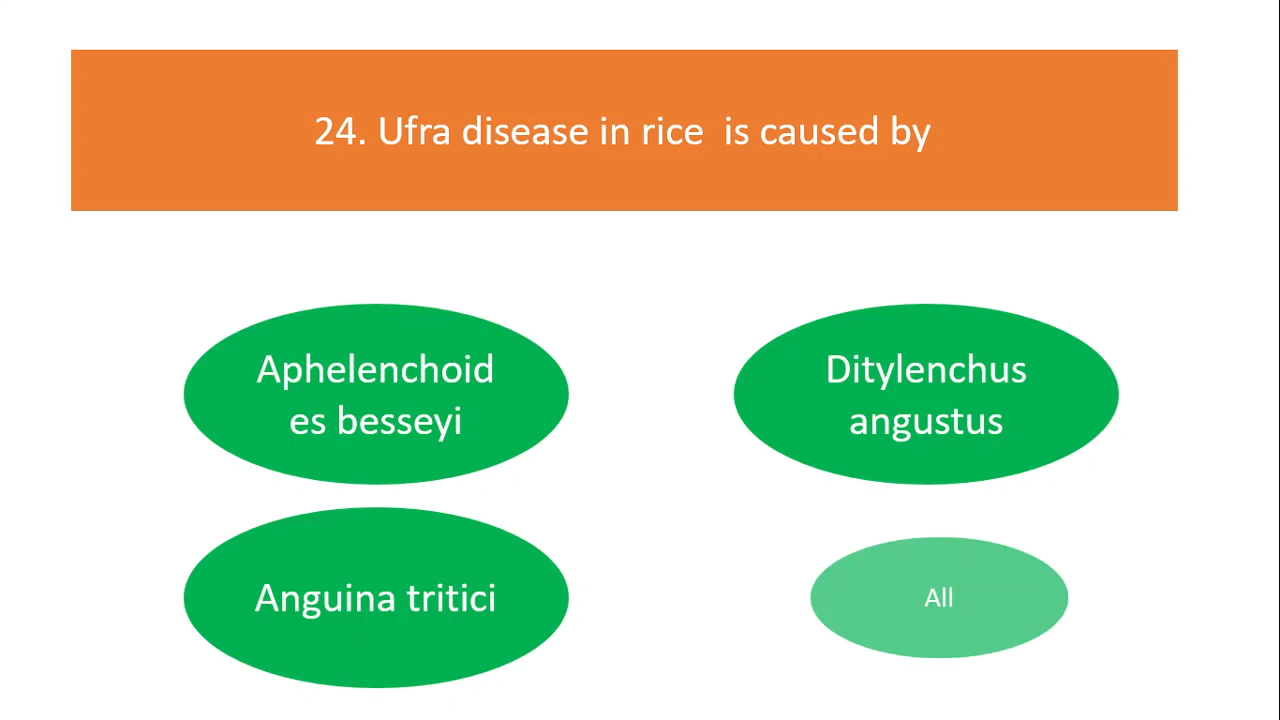 24. Ufra disease in rice  is caused by
Aphelenchoid
es besseyi
Ditylenchus
angustus
Anguina tritici
All